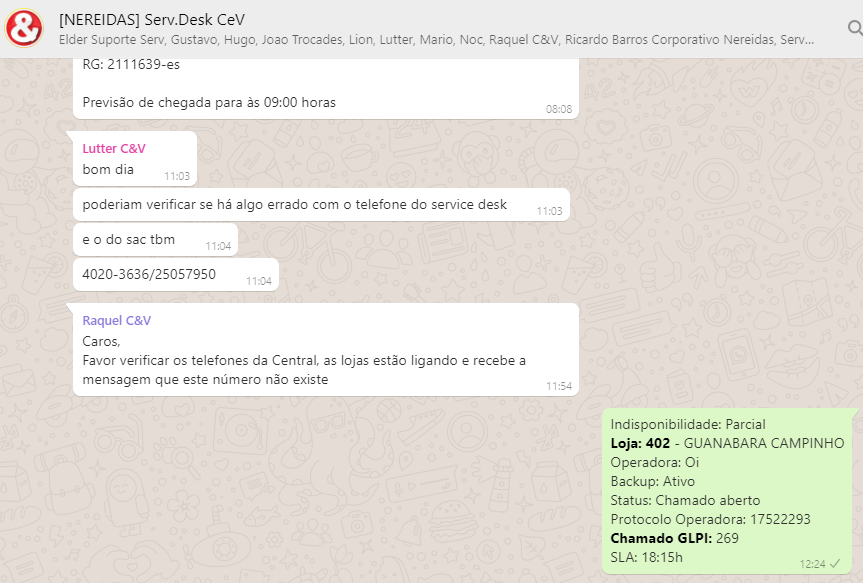 [NEREIDAS] Serv.Desk CeV
Elder Suporte Serv, Gustavo, Hugo, Joao Trocades, Lion, Lutter, Mario, Noc, Raquel C&V, Ricardo Barros Corporativo Nereidas, Serv...
RG: 2111639-es
Previsão de chegada para às 09:00 horas
08:08
Lutter C&V
bom dia
11:03
poderiam verificar se há algo errado com o telefone do service desk
11:03
e o do sac tbm
11:04
4020-3636/25057950
11:04
Raquel C&V
Caros,
Favor verificar os telefones da Central, as lojas estão ligando e recebe a
mensagem que este número não existe
11:54
Indisponibilidade: Parcial
Loja: 402 - GUANABARA CAMPINHO
Operadora: Oi
Backup: Ativo
Status: Chamado aberto
Protocolo Operadora: 17522293
Chamado GLPI: 269
SLA: 18:15h
12:24